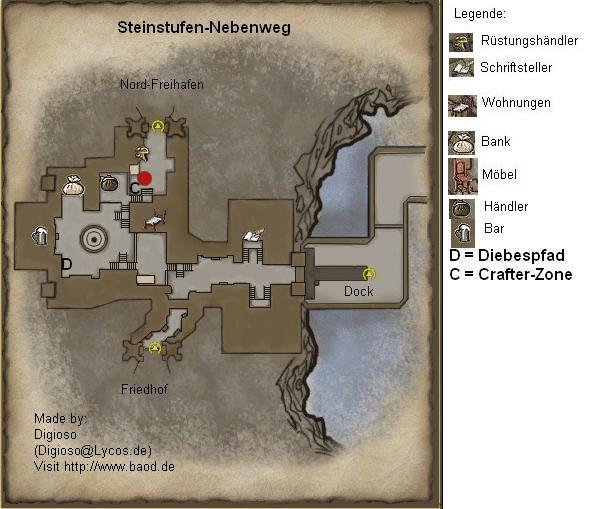 Steinstufen-Nebenweg
Nord-Freihafen
C
D
Dock
Friedhof
Made by:
Digioso
(Digioso@Lycos.de)
Visit http://www.baod.de
Legende:
Rüstungshändler
Schriftsteller
Wohnungen
Bank
Möbel
Händler
Bar
D = Diebespfad
C = Crafter-Zone